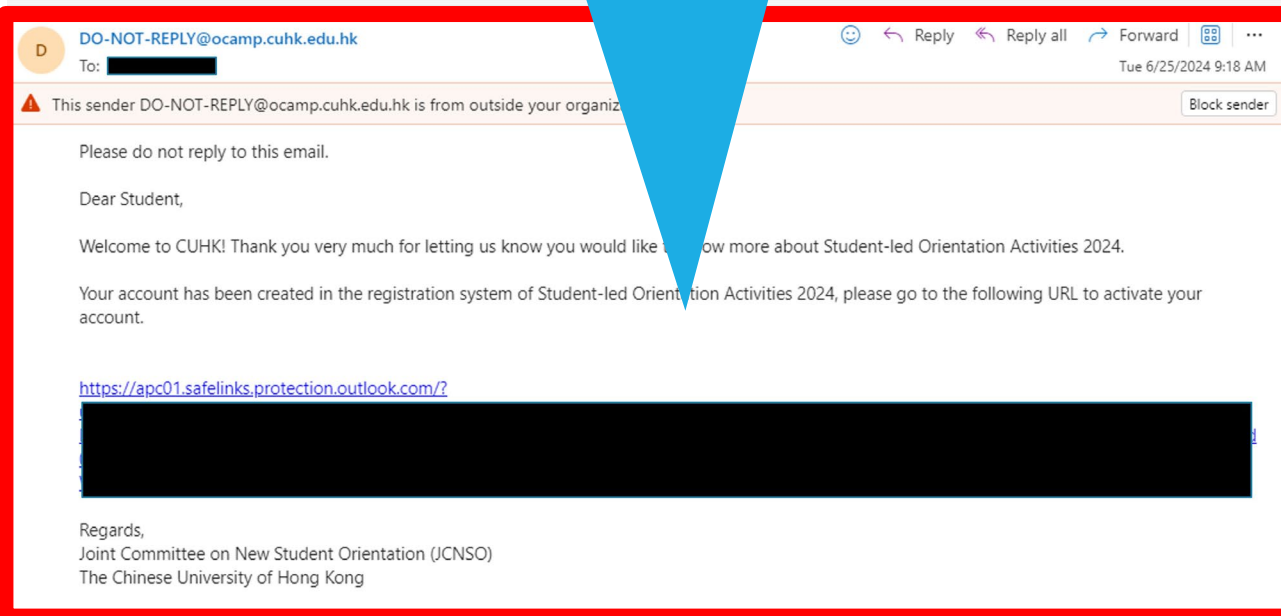 D
DO-NOT-REPLY@ocamp.cuhk.edu.hk
Reply Reply all Forward
To:
Tue 6/25/2024 9:18 AM
This sender DO-NOT-REPLY@ocamp.cuhk.edu.hk is from outside your
Block sender
Please do not reply to this email.
Dear Student,
Welcome to CUHK! Thank you very much for letting us know you would like more about Student-led Orientation Activities 2024.
Your account has been created in the registration system of Student-led Orientation Activities 2024, please go to the following URL to activate your
account.
https://apc01.safelinks.protection.outlook.com/?
Regards,
Joint Committee on New Student Orientation (JCNSO)
The Chinese University of Hong Kong